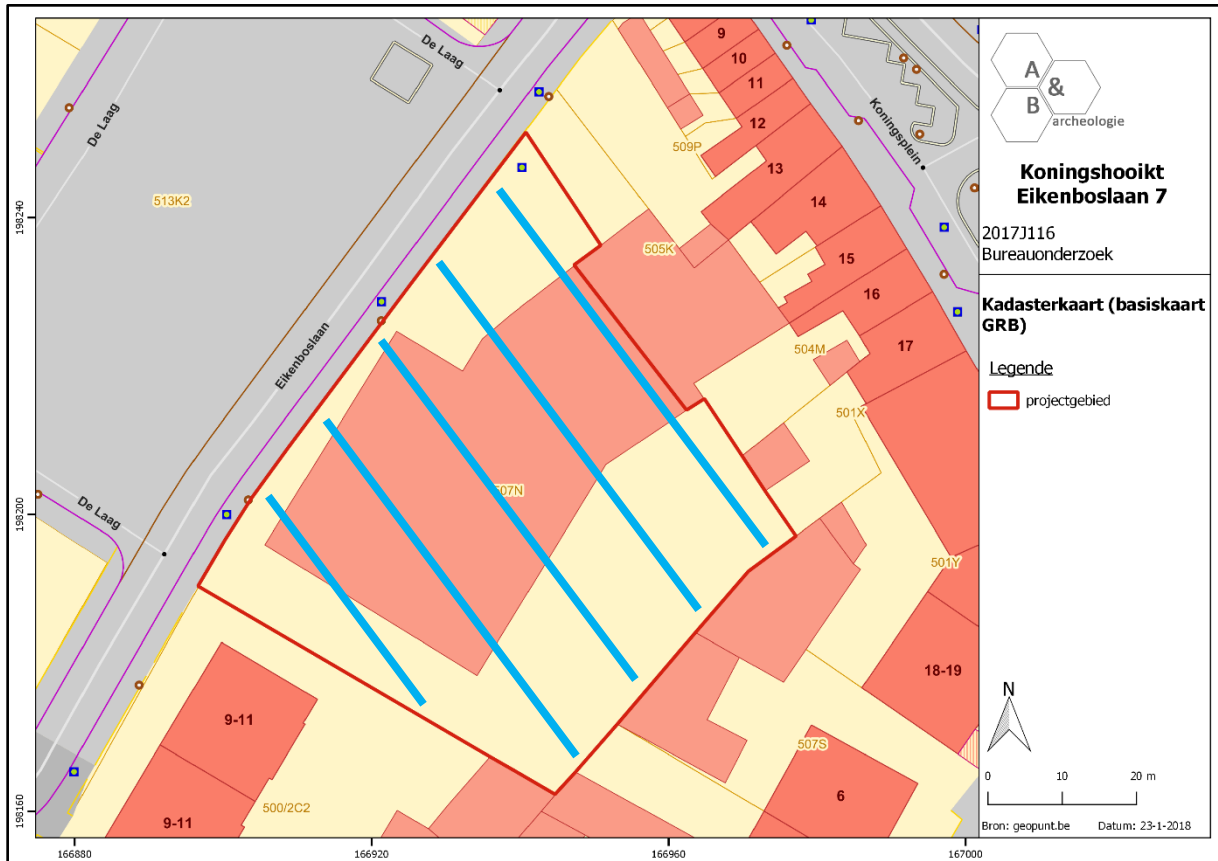 De Laag
De Laag
513K2
Eikenboslaan
De Laag
507N
505K
509P
504M
501X
501Y
507S
500/2C2
9
10
11
12
13
14
15
16
17
18-19
6
9-11
9-11
Koningsplein
198240
198200
198160
166880
166920
166960
167000
A
&
B
archeologie
Koningshooikt
Eikenboslaan 7
2017J116
Bureauonderzoek
Kadasterkaart (basiskaart
GRB)
Legende
projectgebied
N
0 10 20 m
Bron: geopunt.be Datum: 23-1-2018